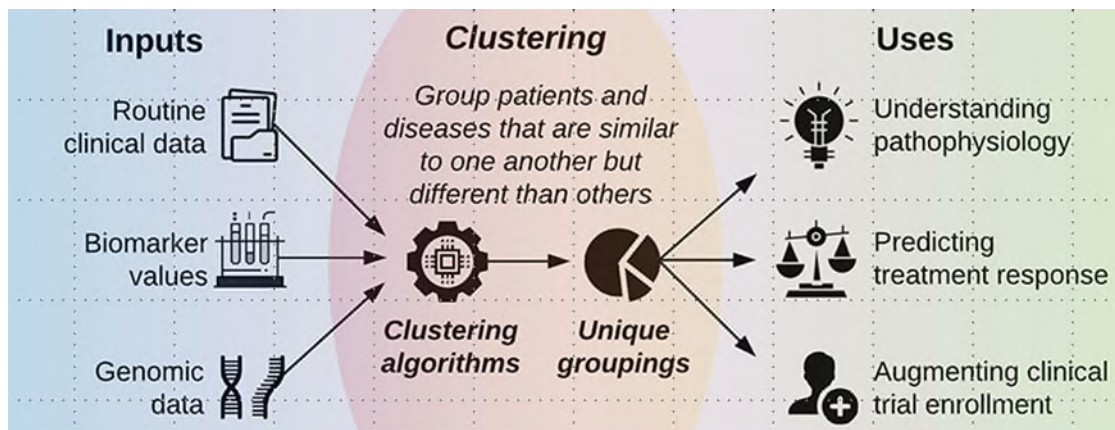 Inputs
Routine
clinical data
Biomarker
values
Genomic
data
Clustering
Group patients and
diseases that are similar
to one another but
different than others
Clustering
algorithms
Unique
groupings
Uses
Understanding
pathophysiology
Predicting
treatment response
Augmenting clinical
trial enrollment